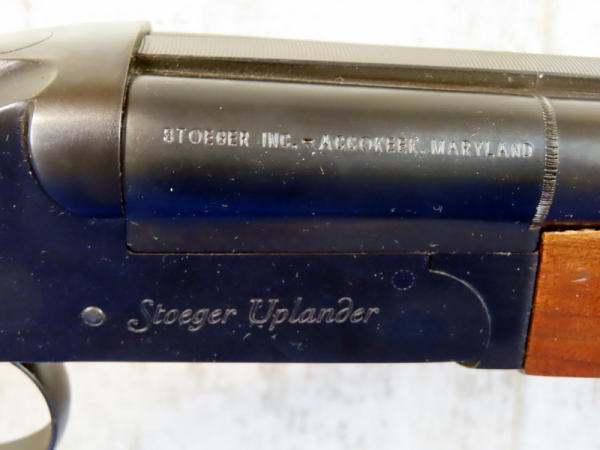 STOEGER INC. - ACCOKEEK, MARYLAND
Stoeger Uplander